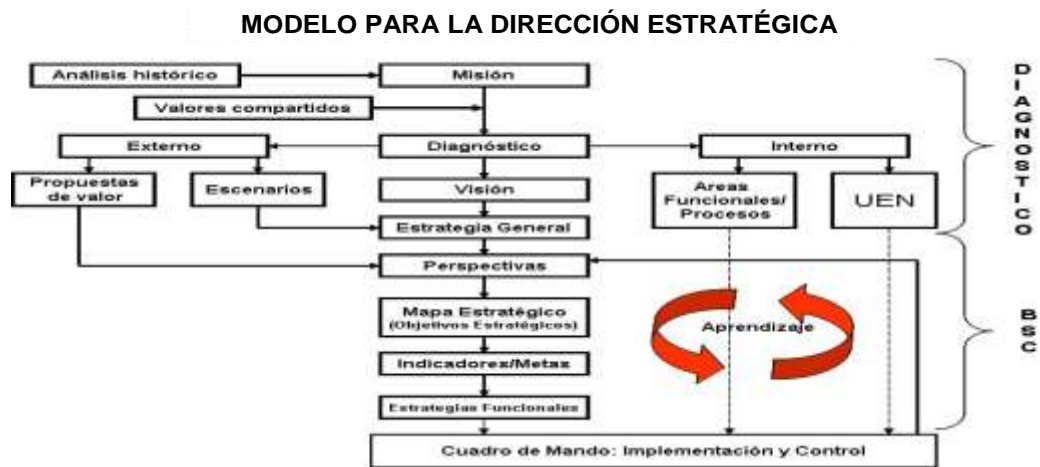 MODELO PARA LA DIRECCIÓN ESTRATÉGICA
Análisis histórico
Misión
Valores compartidos
Externo
Diagnóstico
Interno
Propuestas
de valor
Escenarios
Visión
Areas
Funcionales/
Procesos
UEN
Estrategia General
Perspectivas
Mapa Estratégico
(Objetivos Estratégicos)
Aprendizaje
Indicadores/Metas
Estrategias Funcionales
Cuadro de Mando: Implementación y Control
DIAGNOSTICO
BSC